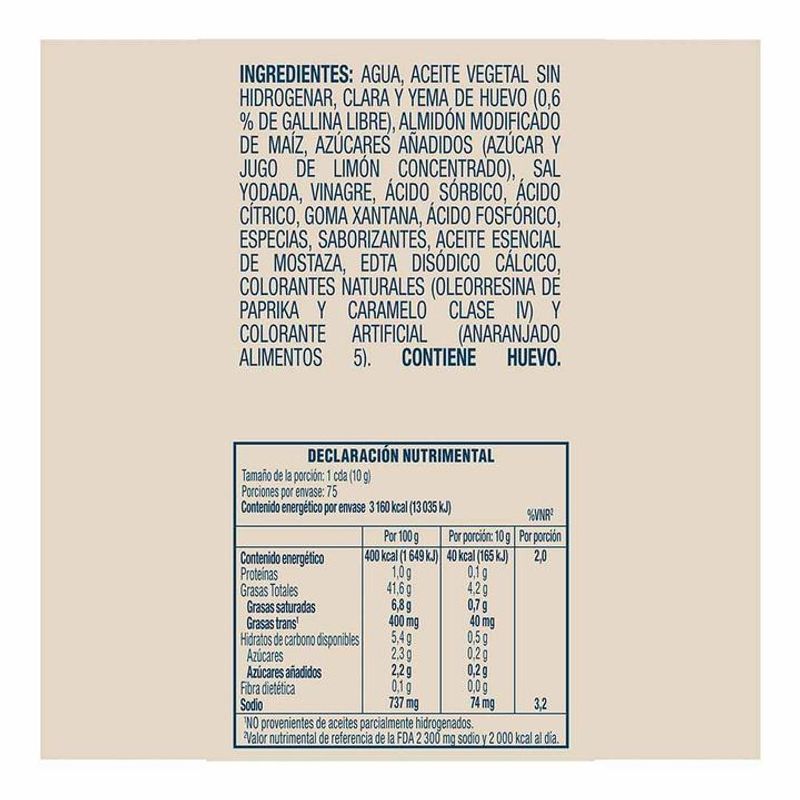 INGREDIENTES: AGUA, ACEITE VEGETAL SIN
HIDROGENAR, CLARA Y YEMA DE HUEVO (0,6
% DE GALLINA LIBRE), ALMIDÓN MODIFICADO
DE MAÍZ, AZÚCARES AÑADIDOS (AZÚCAR Y
JUGO DE LIMÓN CONCENTRADO), SAL
YODADA, VINAGRE, ÁCIDO SÓRBICO, ÁCIDO
CÍTRICO, GOMA XANTANA, ÁCIDO FOSFÓRICO,
ESPECIAS, SABORIZANTES, ACEITE ESENCIAL
DE MOSTAZA, EDTA DISÓDICO CÁLCICO,
COLORANTES NATURALES (OLEORRESINA DE
PAPRIKA Y CARAMELO CLASE IV) Y
COLORANTE ARTIFICIAL (ANARANJADO
ALIMENTOS 5). CONTIENE HUEVO.
DECLARACIÓN NUTRIMENTAL
Tamaño de la porción: 1 cda (10 g)
Porciones por envase: 75
Contenido energético por envase 3 160 kcal (13 035 kJ)
%VNR²
Por 100 g Por porción: 10 g Por porción
Contenido energético 400 kcal (1 649 kJ) 40 kcal (165 kJ) 2,0
Proteínas 1,0 g 0,1 g
Grasas Totales 41,6 g 4,2 g
Grasas saturadas 6,8 g 0,7 g
Grasas trans¹ 400 mg 40 mg
Hidratos de carbono disponibles 5,4 g 0,5 g
Azúcares 2,3 g 0,2 g
Azúcares añadidos 2,2 g 0,2 g
Fibra dietética 0,1 g 0,0 g
Sodio 737 mg 74 mg 3,2
¹NO provenientes de aceites parcialmente hidrogenados.
²Valor nutrimental de referencia de la FDA 2 300 mg sodio y 2 000 kcal al día.